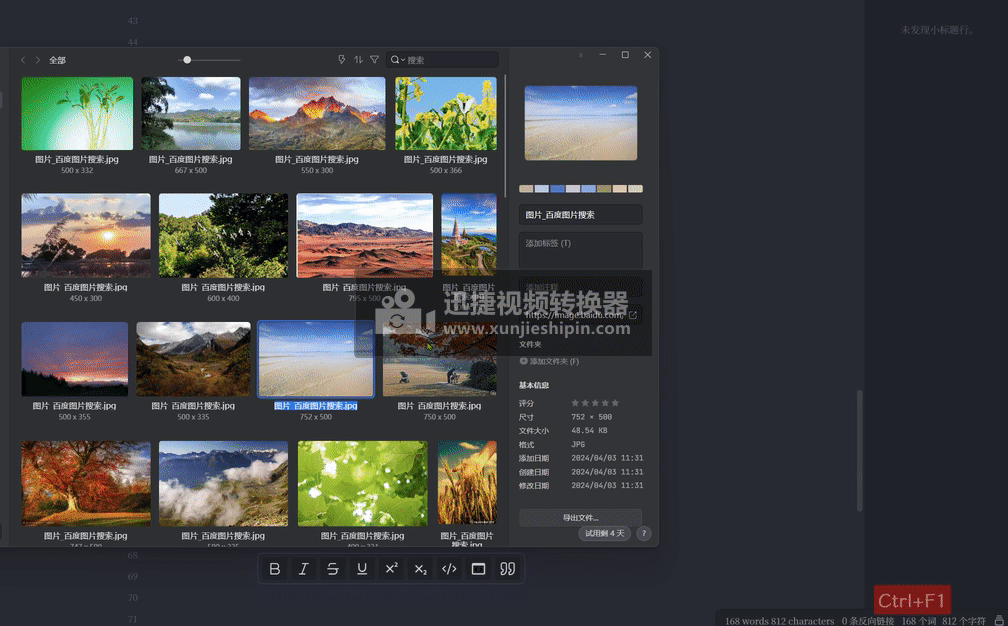 43
44
未发现小标题行。
全部
搜索
图片_百度图片搜索.jpg
500 x 332
图片_百度图片搜索.jpg
667 x 500
图片_百度图片搜索.jpg
550 x 300
图片_百度图片搜索.jpg
500 x 366
图片_百度图片搜索.jpg
450 x 300
图片_百度图片搜索.jpg
600 x 400
图片_百度图片搜索.jpg
795 x 500
图片_百度图片
图片_百度图片搜索.jpg
500 x 355
图片_百度图片搜索.jpg
500 x 335
图片_百度图片搜索.jpg
752 x 500
图片_百度图片搜索.jpg
750 x 500
图片_百度图片搜索.jpg
图片_百度图片搜索.jpg
图片_百度图片搜索.jpg
图片_百度图片
搜索.jpg
图片_百度图片搜索
添加标签 (T)
添加注释
https://image.baidu.com/
迅捷视频转换器
www.xunjieshipin.com
文件夹
添加文件夹 (F)
基本信息
评分
尺寸 752 × 500
文件大小 48.54 KB
格式 JPG
添加日期 2024/04/03 11:31
创建日期 2024/04/03 11:31
修改日期 2024/04/03 11:31
导出文件...
试用剩 4 天
?
68
69
70
71
B I S U X² X₂ </>
Ctrl+F1
168 words 812 characters 0 条反向链接 168 个词 812 个字符